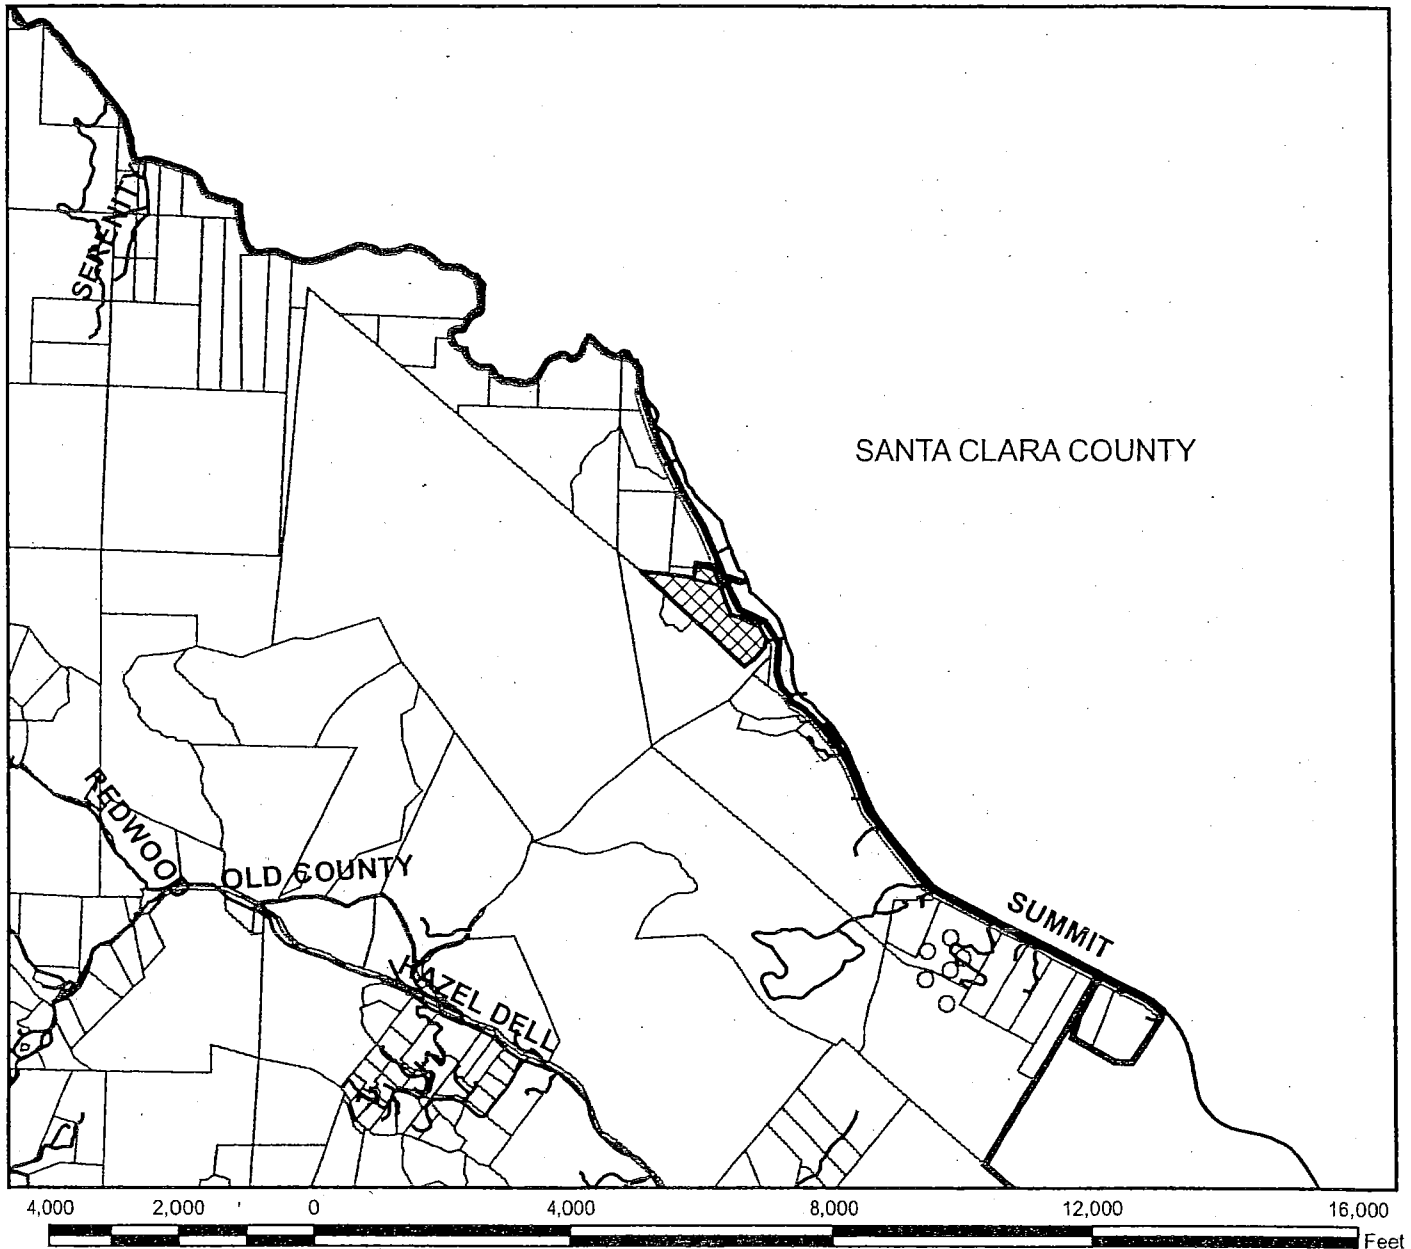 SERENITY
SANTA CLARA COUNTY
REDWOO
OLD COUNTY
SUMMIT
HAZEL DELL
4,000 2,000 0 4,000 8,000 12,000 16,000
Feet